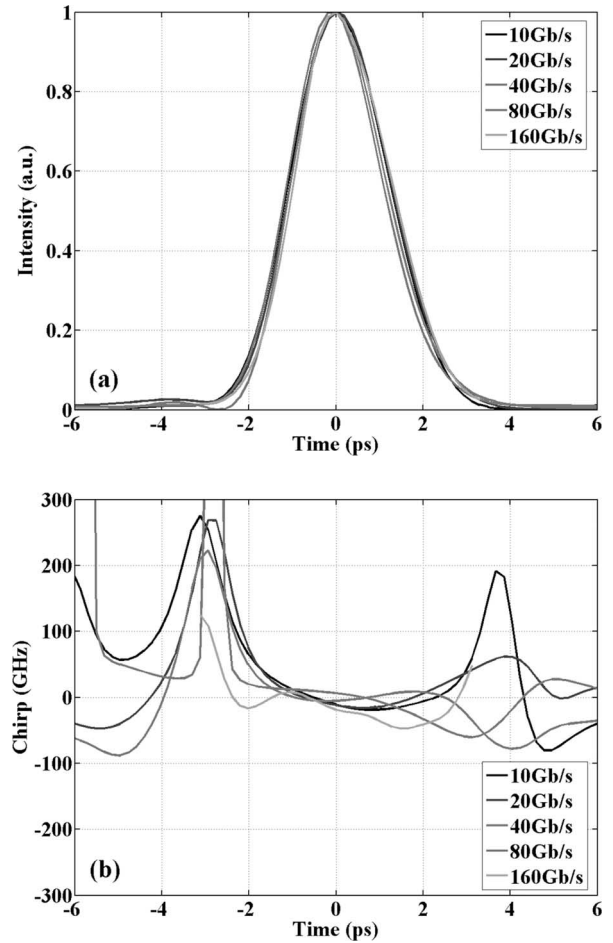 1
0.8
0.6
0.4
0.2
0
Intensity (a.u.)
10Gb/s
20Gb/s
40Gb/s
80Gb/s
160Gb/s
(a)
-6 -4 -2 0 2 4 6
Time (ps)
300
200
100
0
-100
-200
-300
Chirp (GHz)
10Gb/s
20Gb/s
40Gb/s
80Gb/s
160Gb/s
(b)
-6 -4 -2 0 2 4 6
Time (ps)